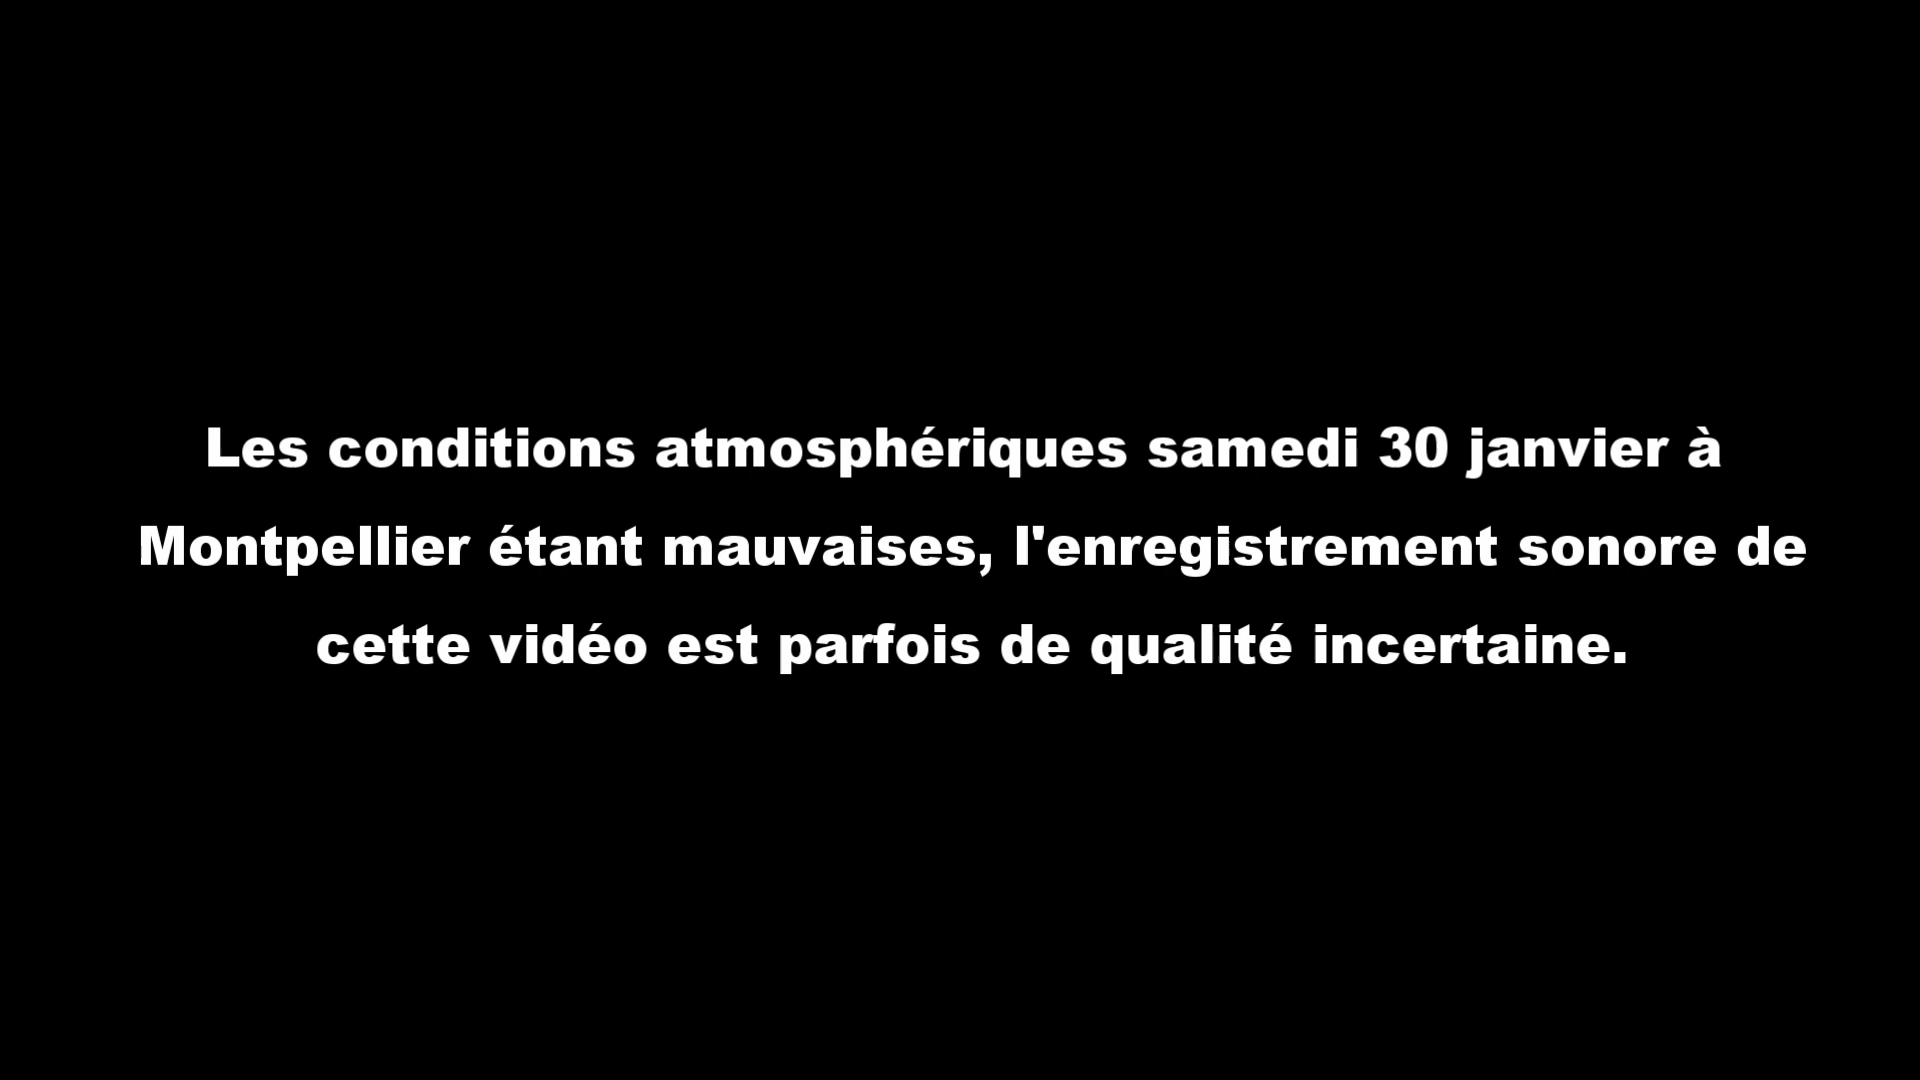 Les conditions atmosphériques samedi 30 janvier à
Montpellier étant mauvaises, l'enregistrement sonore de
cette vidéo est parfois de qualité incertaine.